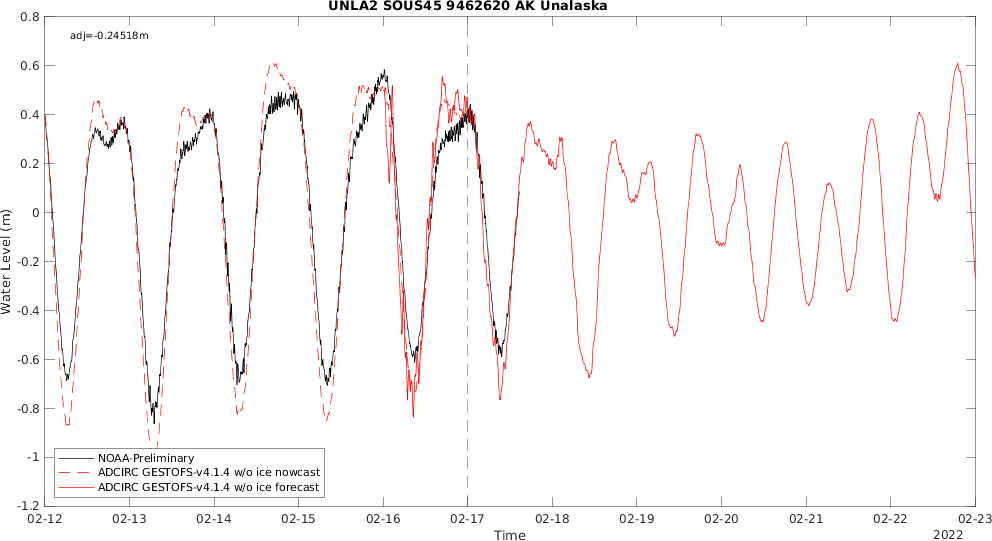 UNLA2 SOUS45 9462620 AK Unalaska
adj=-0.24518m
0.8
0.6
0.4
0.2
0
-0.2
-0.4
-0.6
-0.8
-1
-1.2
Water Level (m)
NOAA-Preliminary
ADCIRC GESTOFS-v4.1.4 w/o ice nowcast
ADCIRC GESTOFS-v4.1.4 w/o ice forecast
02-12 02-13 02-14 02-15 02-16 02-17 02-18 02-19 02-20 02-21 02-22 02-23
Time
2022